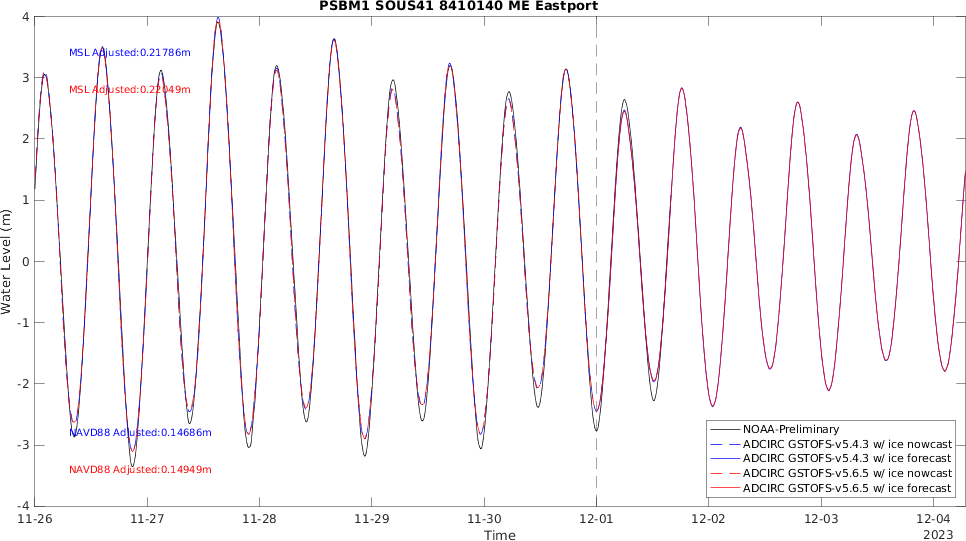 PSBM1 SOUS41 8410140 ME Eastport
Water Level (m)
4
3
2
1
0
-1
-2
-3
-4
MSL Adjusted:0.21786m
MSL Adjusted:0.22049m
NAVD88 Adjusted:0.14686m
NAVD88 Adjusted:0.14949m
NOAA-Preliminary
ADCIRC GSTOFS-v5.4.3 w/ ice nowcast
ADCIRC GSTOFS-v5.4.3 w/ ice forecast
ADCIRC GSTOFS-v5.6.5 w/ ice nowcast
ADCIRC GSTOFS-v5.6.5 w/ ice forecast
11-26 11-27 11-28 11-29 11-30 12-01 12-02 12-03 12-04
Time
2023